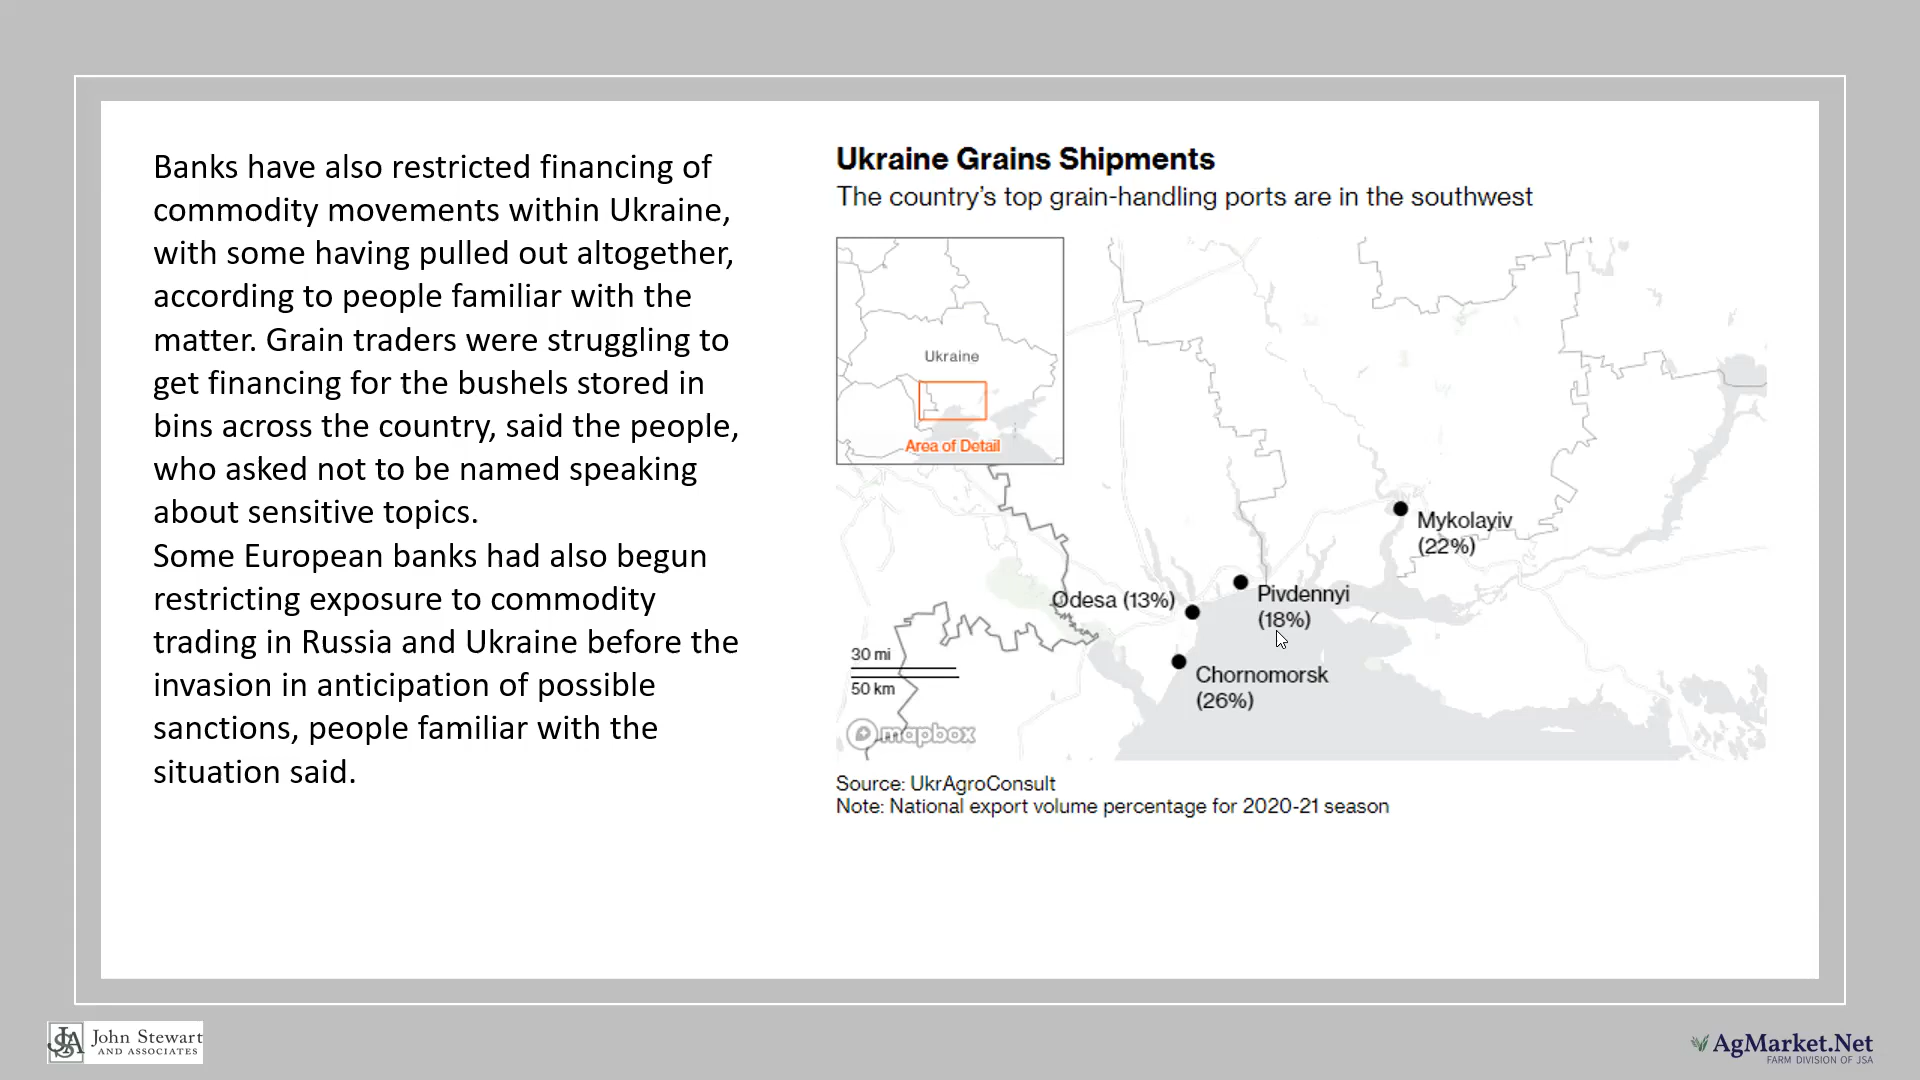 Banks have also restricted financing of
commodity movements within Ukraine,
with some having pulled out altogether,
according to people familiar with the
matter. Grain traders were struggling to
get financing for the bushels stored in
bins across the country, said the people,
who asked not to be named speaking
about sensitive topics.
Some European banks had also begun
restricting exposure to commodity
trading in Russia and Ukraine before the
invasion in anticipation of possible
sanctions, people familiar with the
situation said.
Ukraine Grains Shipments
The country's top grain-handling ports are in the southwest
Ukraine
Area of Detail
Mykolayiv
(22%)
Pivdennyi
(18%)
Odesa (13%)
Chornomorsk
(26%)
30 mi
50 km
mapbox
Source: UkrAgroConsult
Note: National export volume percentage for 2020-21 season
JSA
John Stewart
AND ASSOCIATES
AgMarket.Net
FARM DIVISION OF JSA